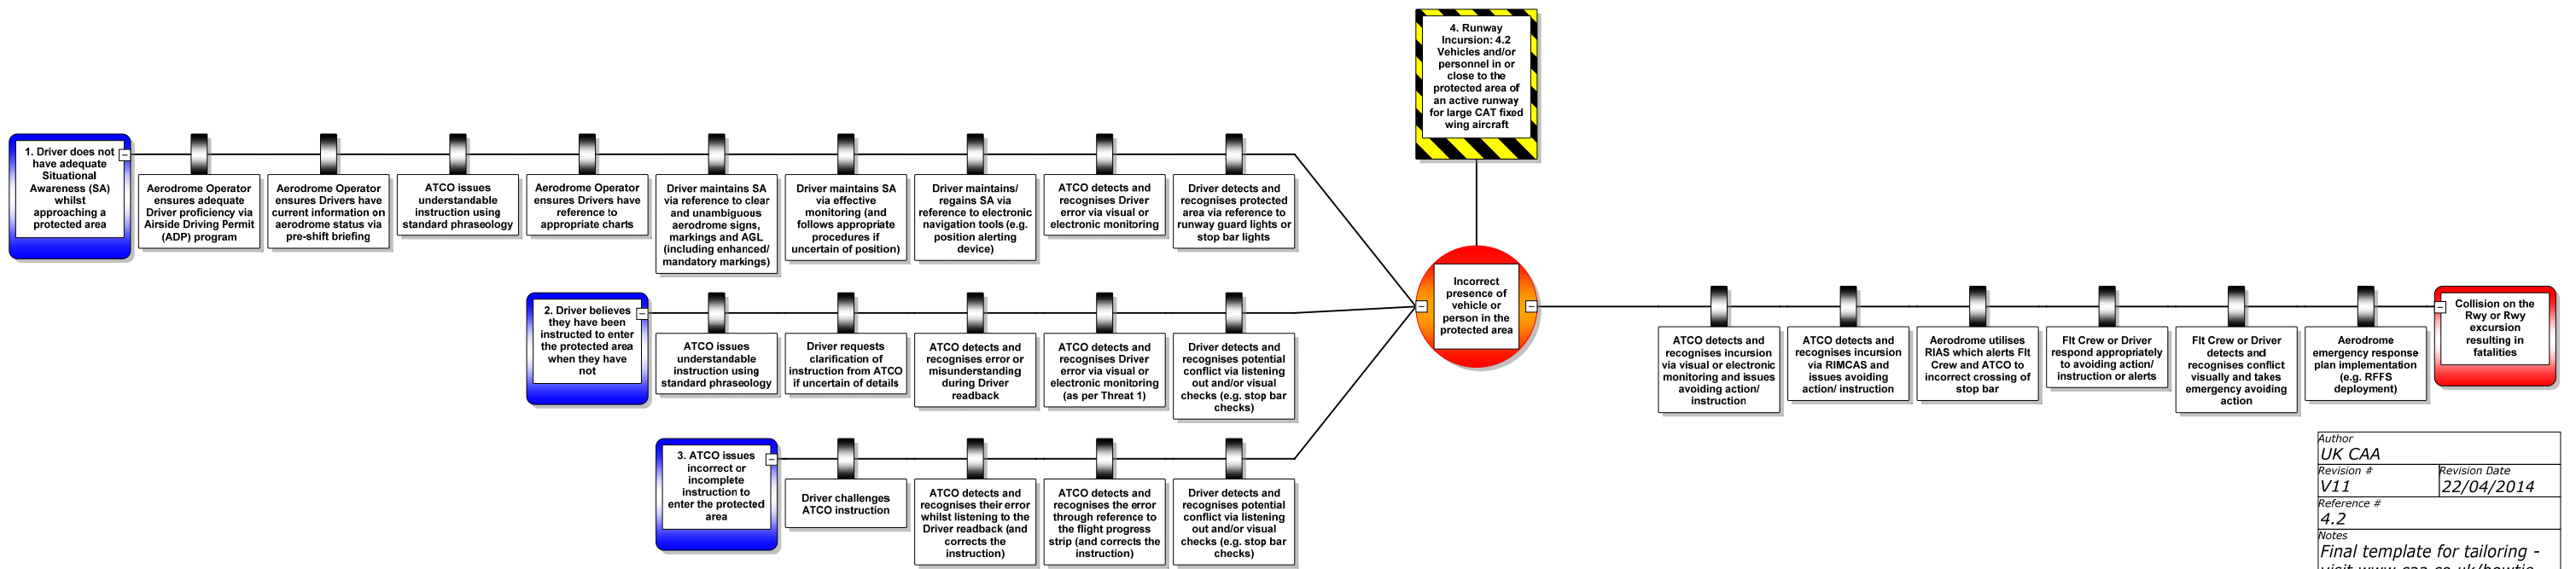 4. Runway
Incursion: 4.2
Vehicles and/or
personnel in or
close to the
protected area of
an active runway
for large CAT fixed
wing aircraft
1. Driver does not
have adequate
Situational
Awareness (SA)
whilst
approaching a
protected area
Aerodrome Operator
ensures adequate
Driver proficiency via
Airside Driving Permit
(ADP) program
Aerodrome Operator
ensures Drivers have
current information on
aerodrome status via
pre-shift briefing
ATCO issues
understandable
instruction using
standard phraseology
Aerodrome Operator
ensures Drivers have
reference to
appropriate charts
Driver maintains SA
via reference to clear
and unambiguous
aerodrome signs,
markings and AGL
(including enhanced/
mandatory markings)
Driver maintains SA
via effective
monitoring (and
follows appropriate
procedures if
uncertain of position)
Driver maintains/
regains SA via
reference to electronic
navigation tools (e.g.
position alerting
device)
ATCO detects and
recognises Driver
error via visual or
electronic monitoring
Driver detects and
recognises protected
area via reference to
runway guard lights or
stop bar lights
2. Driver believes
they have been
instructed to enter
the protected area
when they have
not
ATCO issues
understandable
instruction using
standard phraseology
Driver requests
clarification of
instruction from ATCO
if uncertain of details
ATCO detects and
recognises error or
misunderstanding
during Driver
readback
ATCO detects and
recognises Driver
error via visual or
electronic monitoring
(as per Threat 1)
Driver detects and
recognises potential
conflict via listening
out and/or visual
checks (e.g. stop bar
checks)
3. ATCO issues
incorrect or
incomplete
instruction to
enter the protected
area
Driver challenges
ATCO instruction
ATCO detects and
recognises their error
whilst listening to the
Driver readback (and
corrects the
instruction)
ATCO detects and
recognises the error
through reference to
the flight progress
strip (and corrects the
instruction)
Driver detects and
recognises potential
conflict via listening
out and/or visual
checks (e.g. stop bar
checks)
Incorrect
presence of
vehicle or
person in the
protected area
ATCO detects and
recognises incursion
via visual or electronic
monitoring and issues
avoiding action/
instruction
ATCO detects and
recognises incursion
via RIMCAS and
issues avoiding
action/ instruction
Aerodrome utilises
RIAS which alerts Flt
Crew and ATCO to
incorrect crossing of
stop bar
Flt Crew or Driver
respond appropriately
to avoiding action/
instruction or alerts
Flt Crew or Driver
detects and
recognises conflict
visually and takes
emergency avoiding
action
Aerodrome
emergency response
plan implementation
(e.g. RFFS
deployment)
Collision on the
Rwy or Rwy
excursion
resulting in
fatalities
Author
UK CAA
Revision #
V11
Revision Date
22/04/2014
Reference #
4.2
Notes
Final template for tailoring -
visit www.caa.co.uk/bowtie